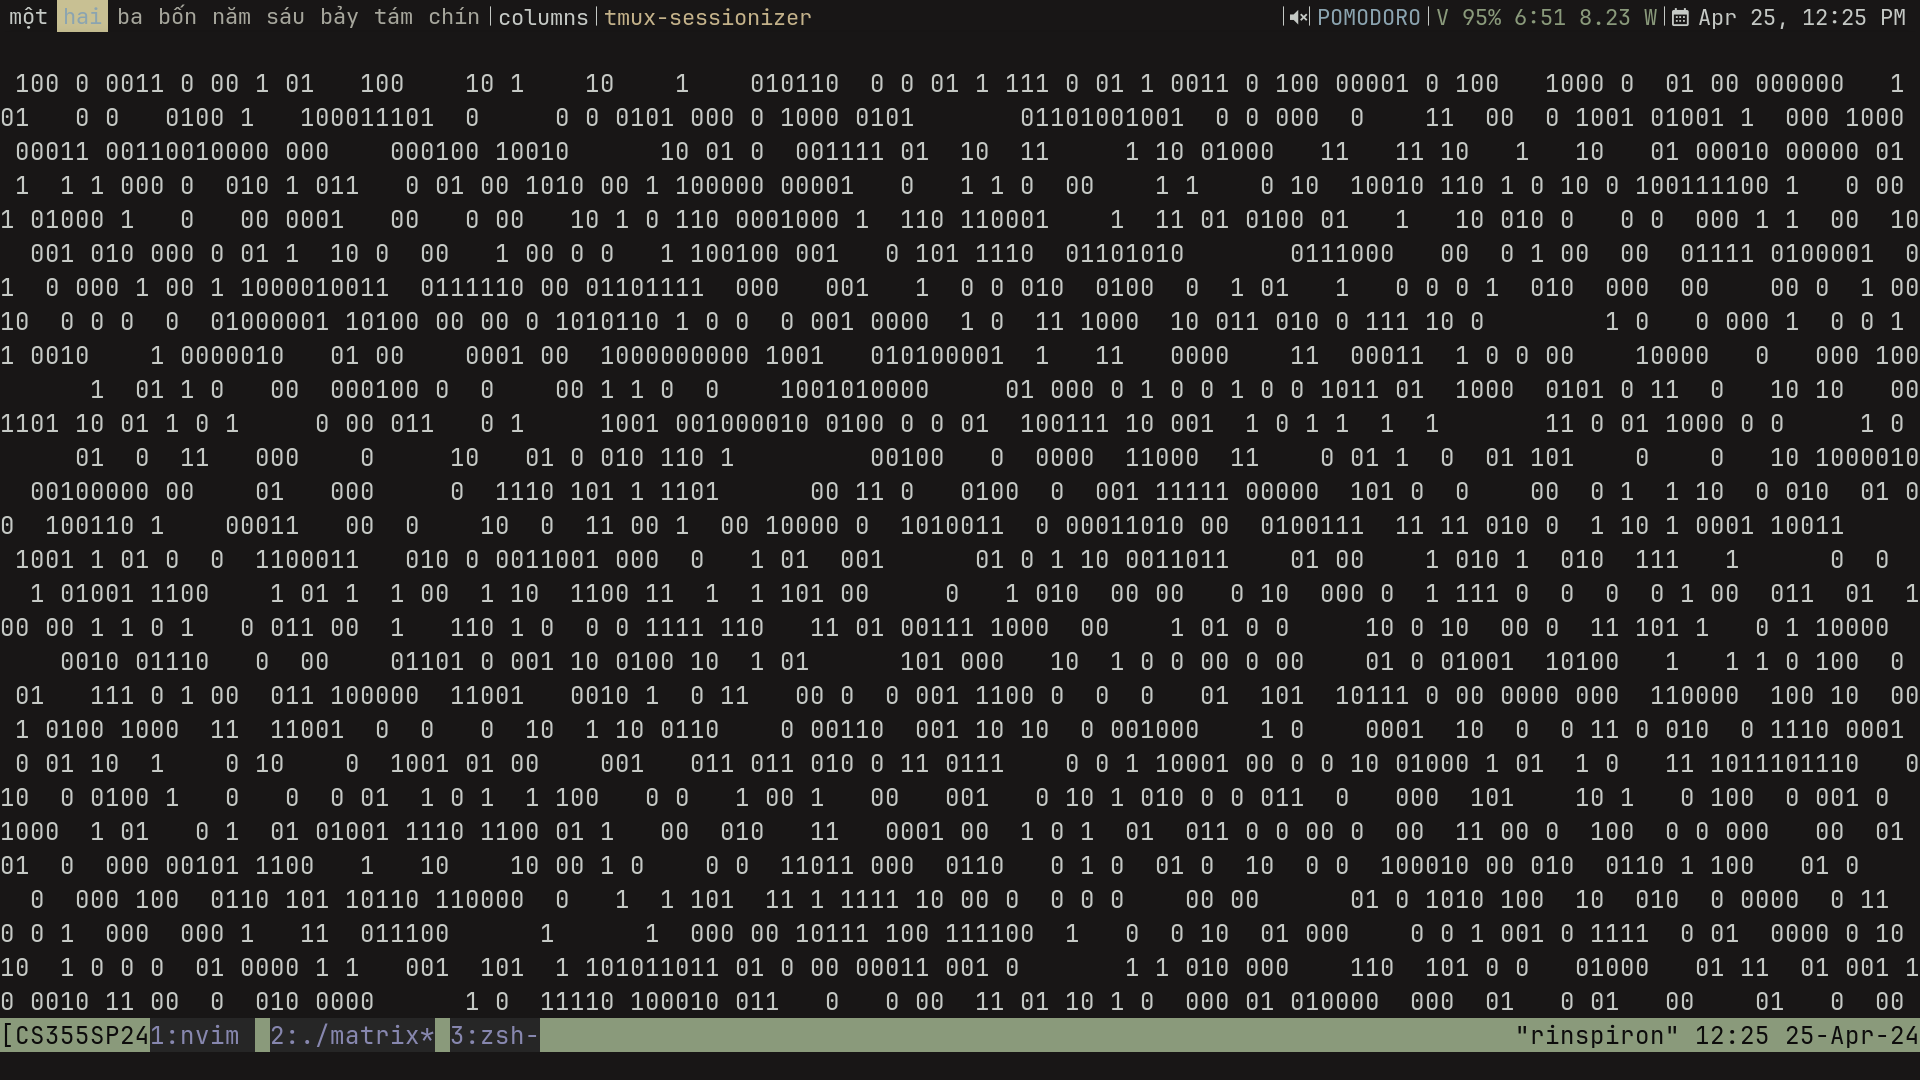 một hai ba bốn năm sáu bảy tám chín columns tmux-sessionizer POMODORO V 95% 6:51 8.23 W Apr 25, 12:25 PM
 100 0 0011 0 00 1 01   100    10 1    10    1    010110  0 0 01 1 111 0 01 1 0011 0 100 00001 0 100   1000 0  01 00 000000   1
01   0 0   0100 1   100011101  0     0 0 0101 000 0 1000 0101       01101001001  0 0 000  0    11  00  0 1001 01001 1  000 1000
 00011 00110010000 000    000100 10010      10 01 0  001111 01  10  11     1 10 01000   11   11 10   1   10   01 00010 00000 01
 1  1 1 000 0  010 1 011   0 01 00 1010 00 1 100000 00001   0   1 1 0  00    1 1    0 10  10010 110 1 0 10 0 100111100 1   0 00
1 01000 1   0   00 0001   00   0 00   10 1 0 110 0001000 1  110 110001    1  11 01 0100 01   1   10 010 0   0 0  000 1 1  00  10
  001 010 000 0 01 1  10 0  00   1 00 0 0   1 100100 001   0 101 1110  01101010       0111000   00  0 1 00  00  01111 0100001  0
1  0 000 1 00 1 1000010011  0111110 00 01101111  000   001   1  0 0 010  0100  0  1 01   1   0 0 0 1  010  000  00    00 0  1 00
10  0 0 0  0  01000001 10100 00 00 0 1010110 1 0 0  0 001 0000  1 0  11 1000  10 011 010 0 111 10 0        1 0   0 000 1  0 0 1
1 0010    1 0000010   01 00    0001 00  1000000000 1001   010100001  1   11   0000    11  00011  1 0 0 00    10000   0   000 100
      1  01 1 0   00  000100 0  0    00 1 1 0  0    1001010000     01 000 0 1 0 0 1 0 0 1011 01  1000  0101 0 11  0   10 10   00
1101 10 01 1 0 1     0 00 011   0 1     1001 001000010 0100 0 0 01  100111 10 001  1 0 1 1  1  1       11 0 01 1000 0 0     1 0
     01  0  11   000    0     10   01 0 010 110 1         00100   0  0000  11000  11    0 01 1  0  01 101    0    0   10 1000010
  00100000 00    01   000     0  1110 101 1 1101      00 11 0   0100  0  001 11111 00000  101 0  0    00  0 1  1 10  0 010  01 0
0  100110 1    00011   00  0    10  0  11 00 1  00 10000 0  1010011  0 00011010 00  0100111  11 11 010 0  1 10 1 0001 10011
 1001 1 01 0  0  1100011   010 0 0011001 000  0   1 01  001      01 0 1 10 0011011    01 00    1 010 1  010  111   1      0  0
  1 01001 1100    1 01 1  1 00  1 10  1100 11  1  1 101 00     0   1 010  00 00   0 10  000 0  1 111 0  0  0  0 1 00  011  01  1
00 00 1 1 0 1   0 011 00  1   110 1 0  0 0 1111 110   11 01 00111 1000  00    1 01 0 0     10 0 10  00 0  11 101 1   0 1 10000
    0010 01110   0  00    01101 0 001 10 0100 10  1 01      101 000   10  1 0 0 00 0 00    01 0 01001  10100   1   1 1 0 100  0
 01   111 0 1 00  011 100000  11001   0010 1  0 11   00 0  0 001 1100 0  0  0   01  101  10111 0 00 0000 000  110000  100 10  00
 1 0100 1000  11  11001  0  0   0  10  1 10 0110    0 00110  001 10 10  0 001000    1 0    0001  10  0  0 11 0 010  0 1110 0001
 0 01 10  1    0 10    0  1001 01 00    001   011 011 010 0 11 0111    0 0 1 10001 00 0 0 10 01000 1 01  1 0   11 1011101110   0
10  0 0100 1   0   0  0 01  1 0 1  1 100   0 0   1 00 1   00   001   0 10 1 010 0 0 011  0   000  101    10 1   0 100  0 001 0
1000  1 01   0 1  01 01001 1110 1100 01 1   00  010   11   0001 00  1 0 1  01  011 0 0 00 0  00  11 00 0  100  0 0 000   00  01
01  0  000 00101 1100   1   10    10 00 1 0    0 0  11011 000  0110   0 1 0  01 0  10  0 0  100010 00 010  0110 1 100   01 0
  0  000 100  0110 101 10110 110000  0   1  1 101  11 1 1111 10 00 0  0 0 0    00 00      01 0 1010 100  10  010  0 0000  0 11
0 0 1  000  000 1   11  011100      1      1  000 00 10111 100 111100  1   0  0 10  01 000    0 0 1 001 0 1111  0 01  0000 0 10
10  1 0 0 0  01 0000 1 1   001  101  1 101011011 01 0 00 00011 001 0       1 1 010 000    110  101 0 0   01000   01 11  01 001 1
0 0010 11 00  0  010 0000      1 0  11110 100010 011   0   0 00  11 01 10 1 0  000 01 010000  000  01   0 01   00    01   0  00
[CS355SP24 1:nvim 2:./matrix* 3:zsh- "rinspiron" 12:25 25-Apr-24